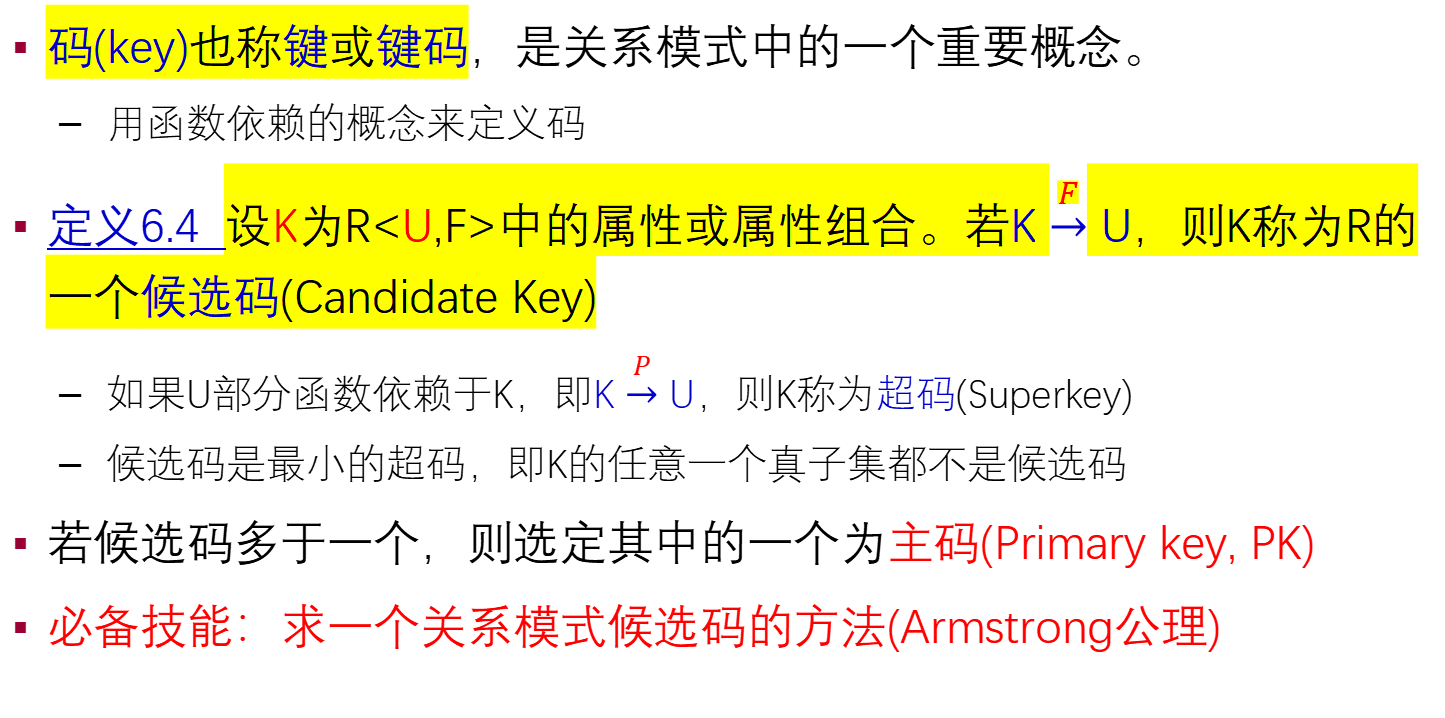 ▪ 码(key)也称键或键码，是关系模式中的一个重要概念。
– 用函数依赖的概念来定义码
▪ 定义6.4 设K为R<U,F>中的属性或属性组合。若K F→ U，则K称为R的
一个候选码(Candidate Key)
– 如果U部分函数依赖于K，即K P→ U，则K称为超码(Superkey)
– 候选码是最小的超码，即K的任意一个真子集都不是候选码
▪ 若候选码多于一个，则选定其中的一个为主码(Primary key, PK)
▪ 必备技能：求一个关系模式候选码的方法(Armstrong公理)